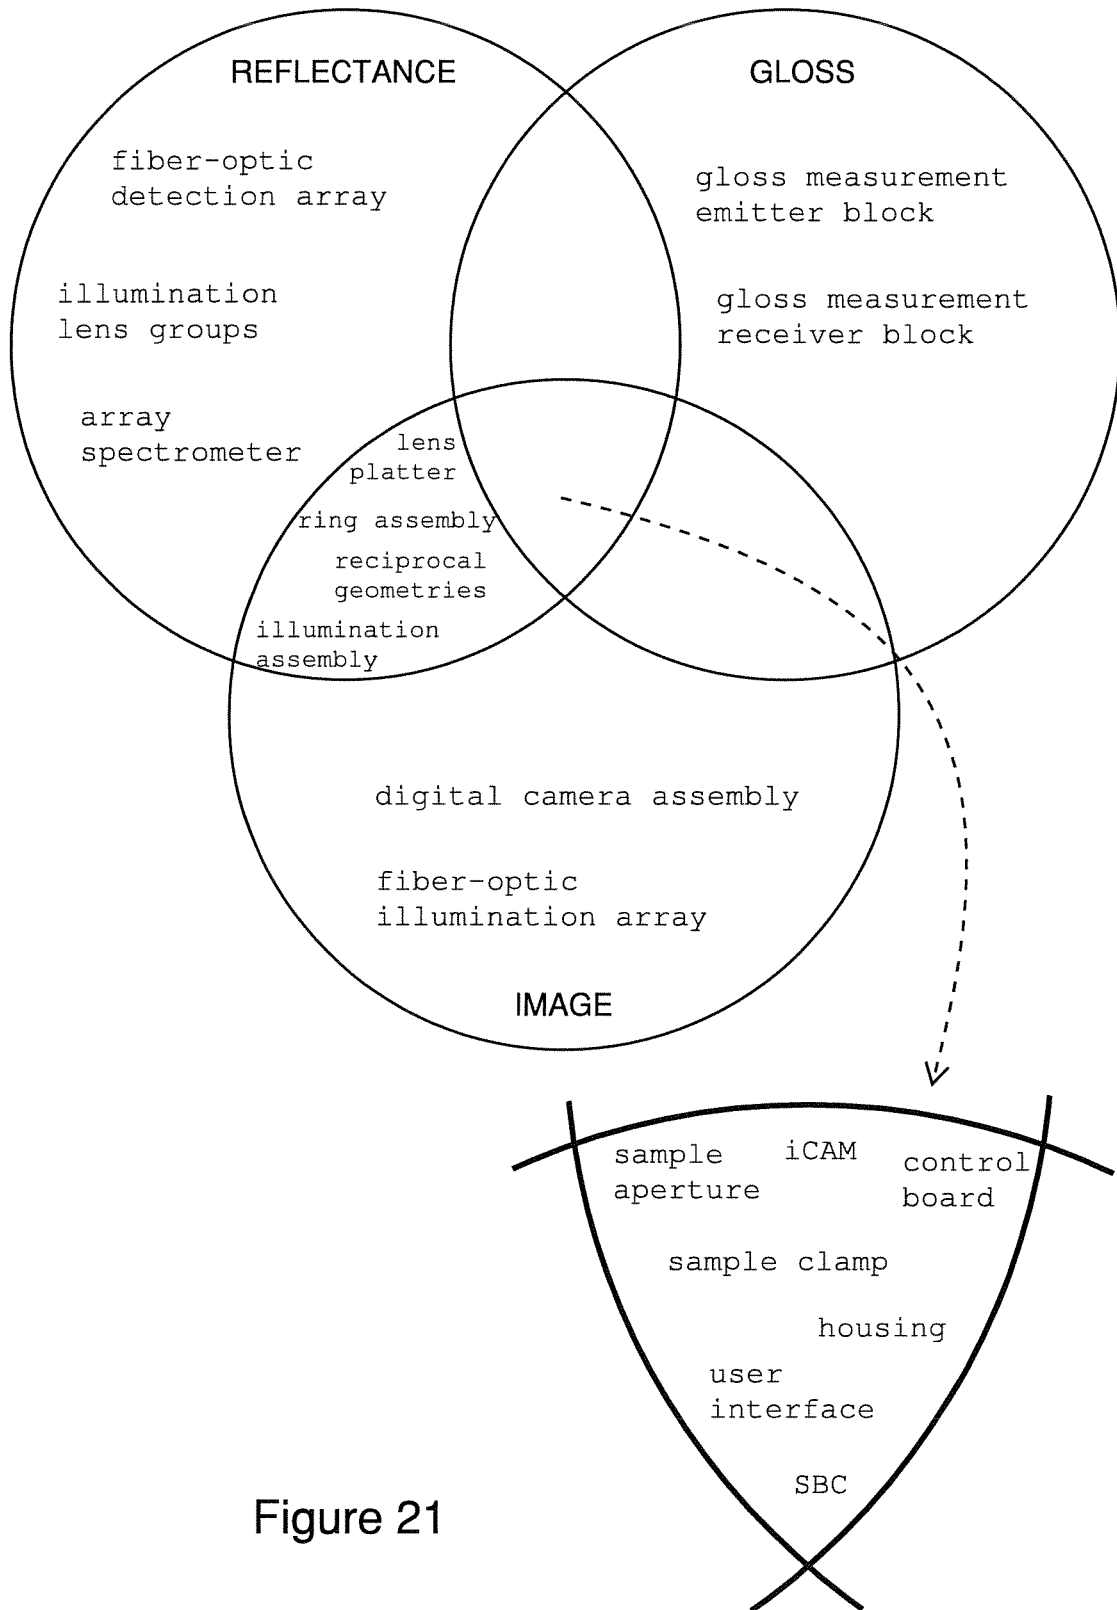 REFLECTANCE
GLOSS
fiber-optic
detection array
gloss measurement
emitter block
illumination
lens groups
gloss measurement
receiver block
array
spectrometer
lens
platter
ring assembly
reciprocal
geometries
illumination
assembly
digital camera assembly
fiber-optic
illumination array
IMAGE
sample
aperture
iCAM
control
board
sample clamp
housing
user
interface
SBC
Figure 21